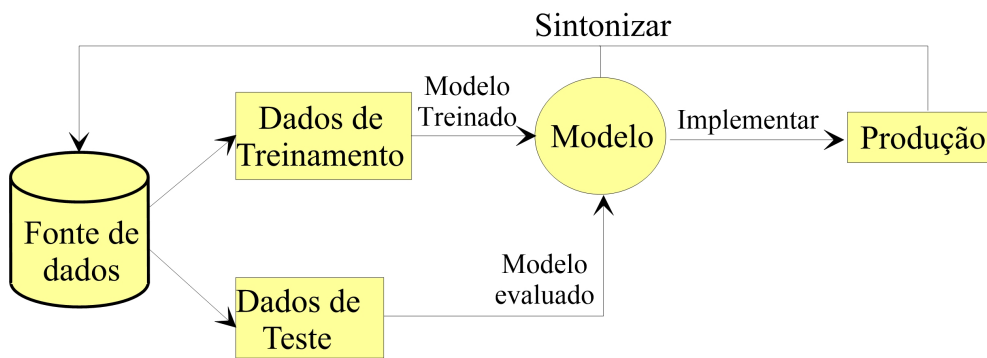 Sintonizar
Modelo
Treinado
Dados de
Treinamento
Modelo
Implementar
Produção
Fonte de
dados
Modelo
evaluado
Dados de
Teste